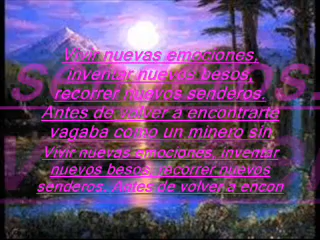 Vivir nuevas emociones,
inventar nuevos besos,
recorrer nuevos senderos.
Antes de volver a encontrarte
vagaba como un minero sin
Vivir nuevas emociones, inventar
nuevos besos, recorrer nuevos
senderos. Antes de volver a encon